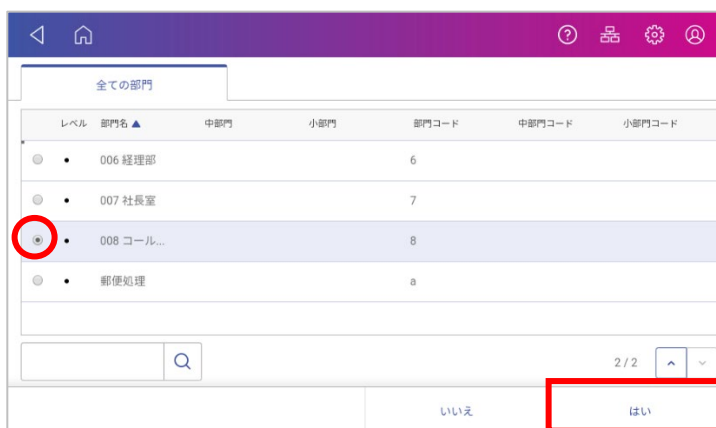 全ての部門
レベル 部門名▲ 中部門 小部門 部門コード 中部門コード 小部門コード
006 経理部 6
007 社長室 7
008 コール... 8
郵便処理 a
2 / 2
いいえ はい